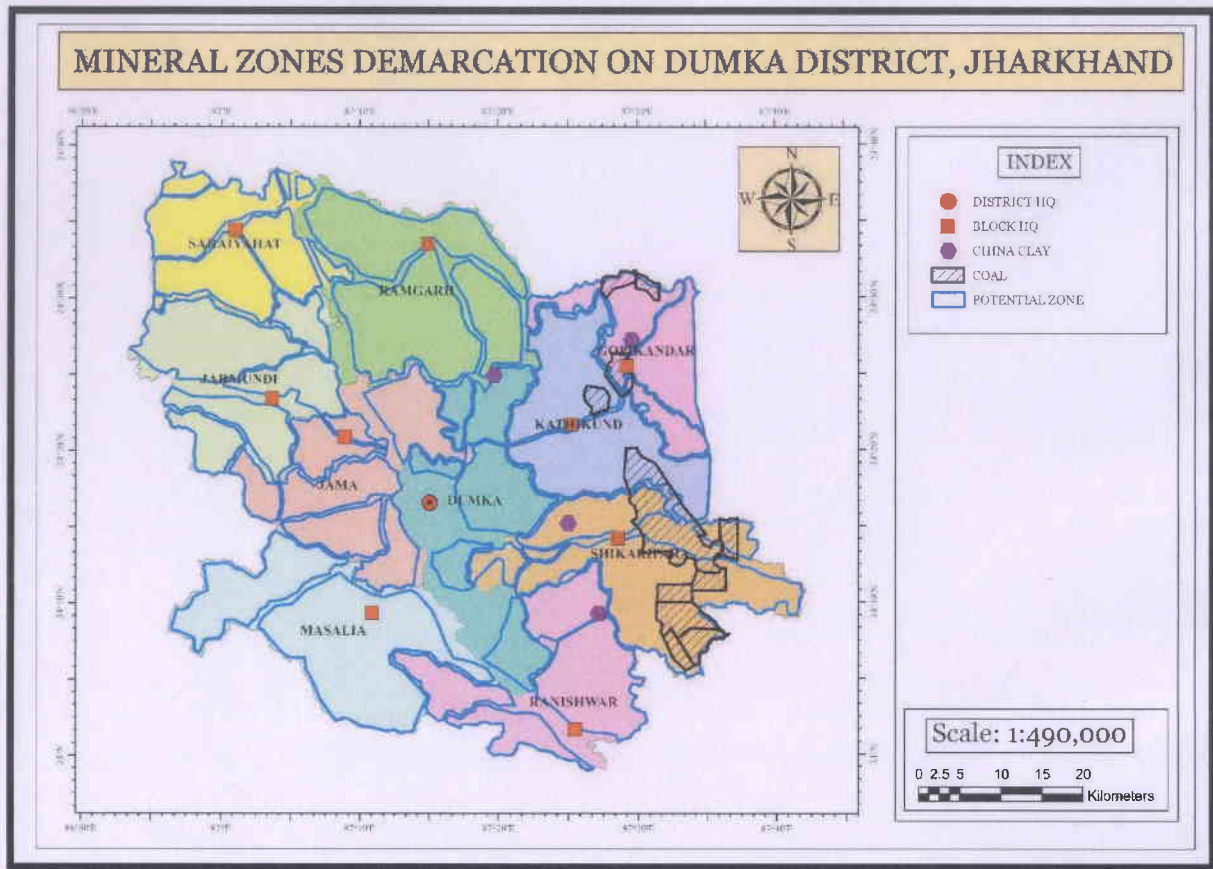 MINERAL ZONES DEMARCATION ON DUMKA DISTRICT, JHARKHAND
N
W E
S
INDEX
DISTRICT HQ
BLOCK HQ
CHINA CLAY
COAL
POTENTIAL ZONE
SARAIYAHAT
RAMGARH
GOPIKANDAR
JARMUNDI
KATHIKUND
JAMA
DUMKA
MASALIA
RANISHWAR
Scale: 1:490,000
0 2.5 5 10 15 20
Kilometers